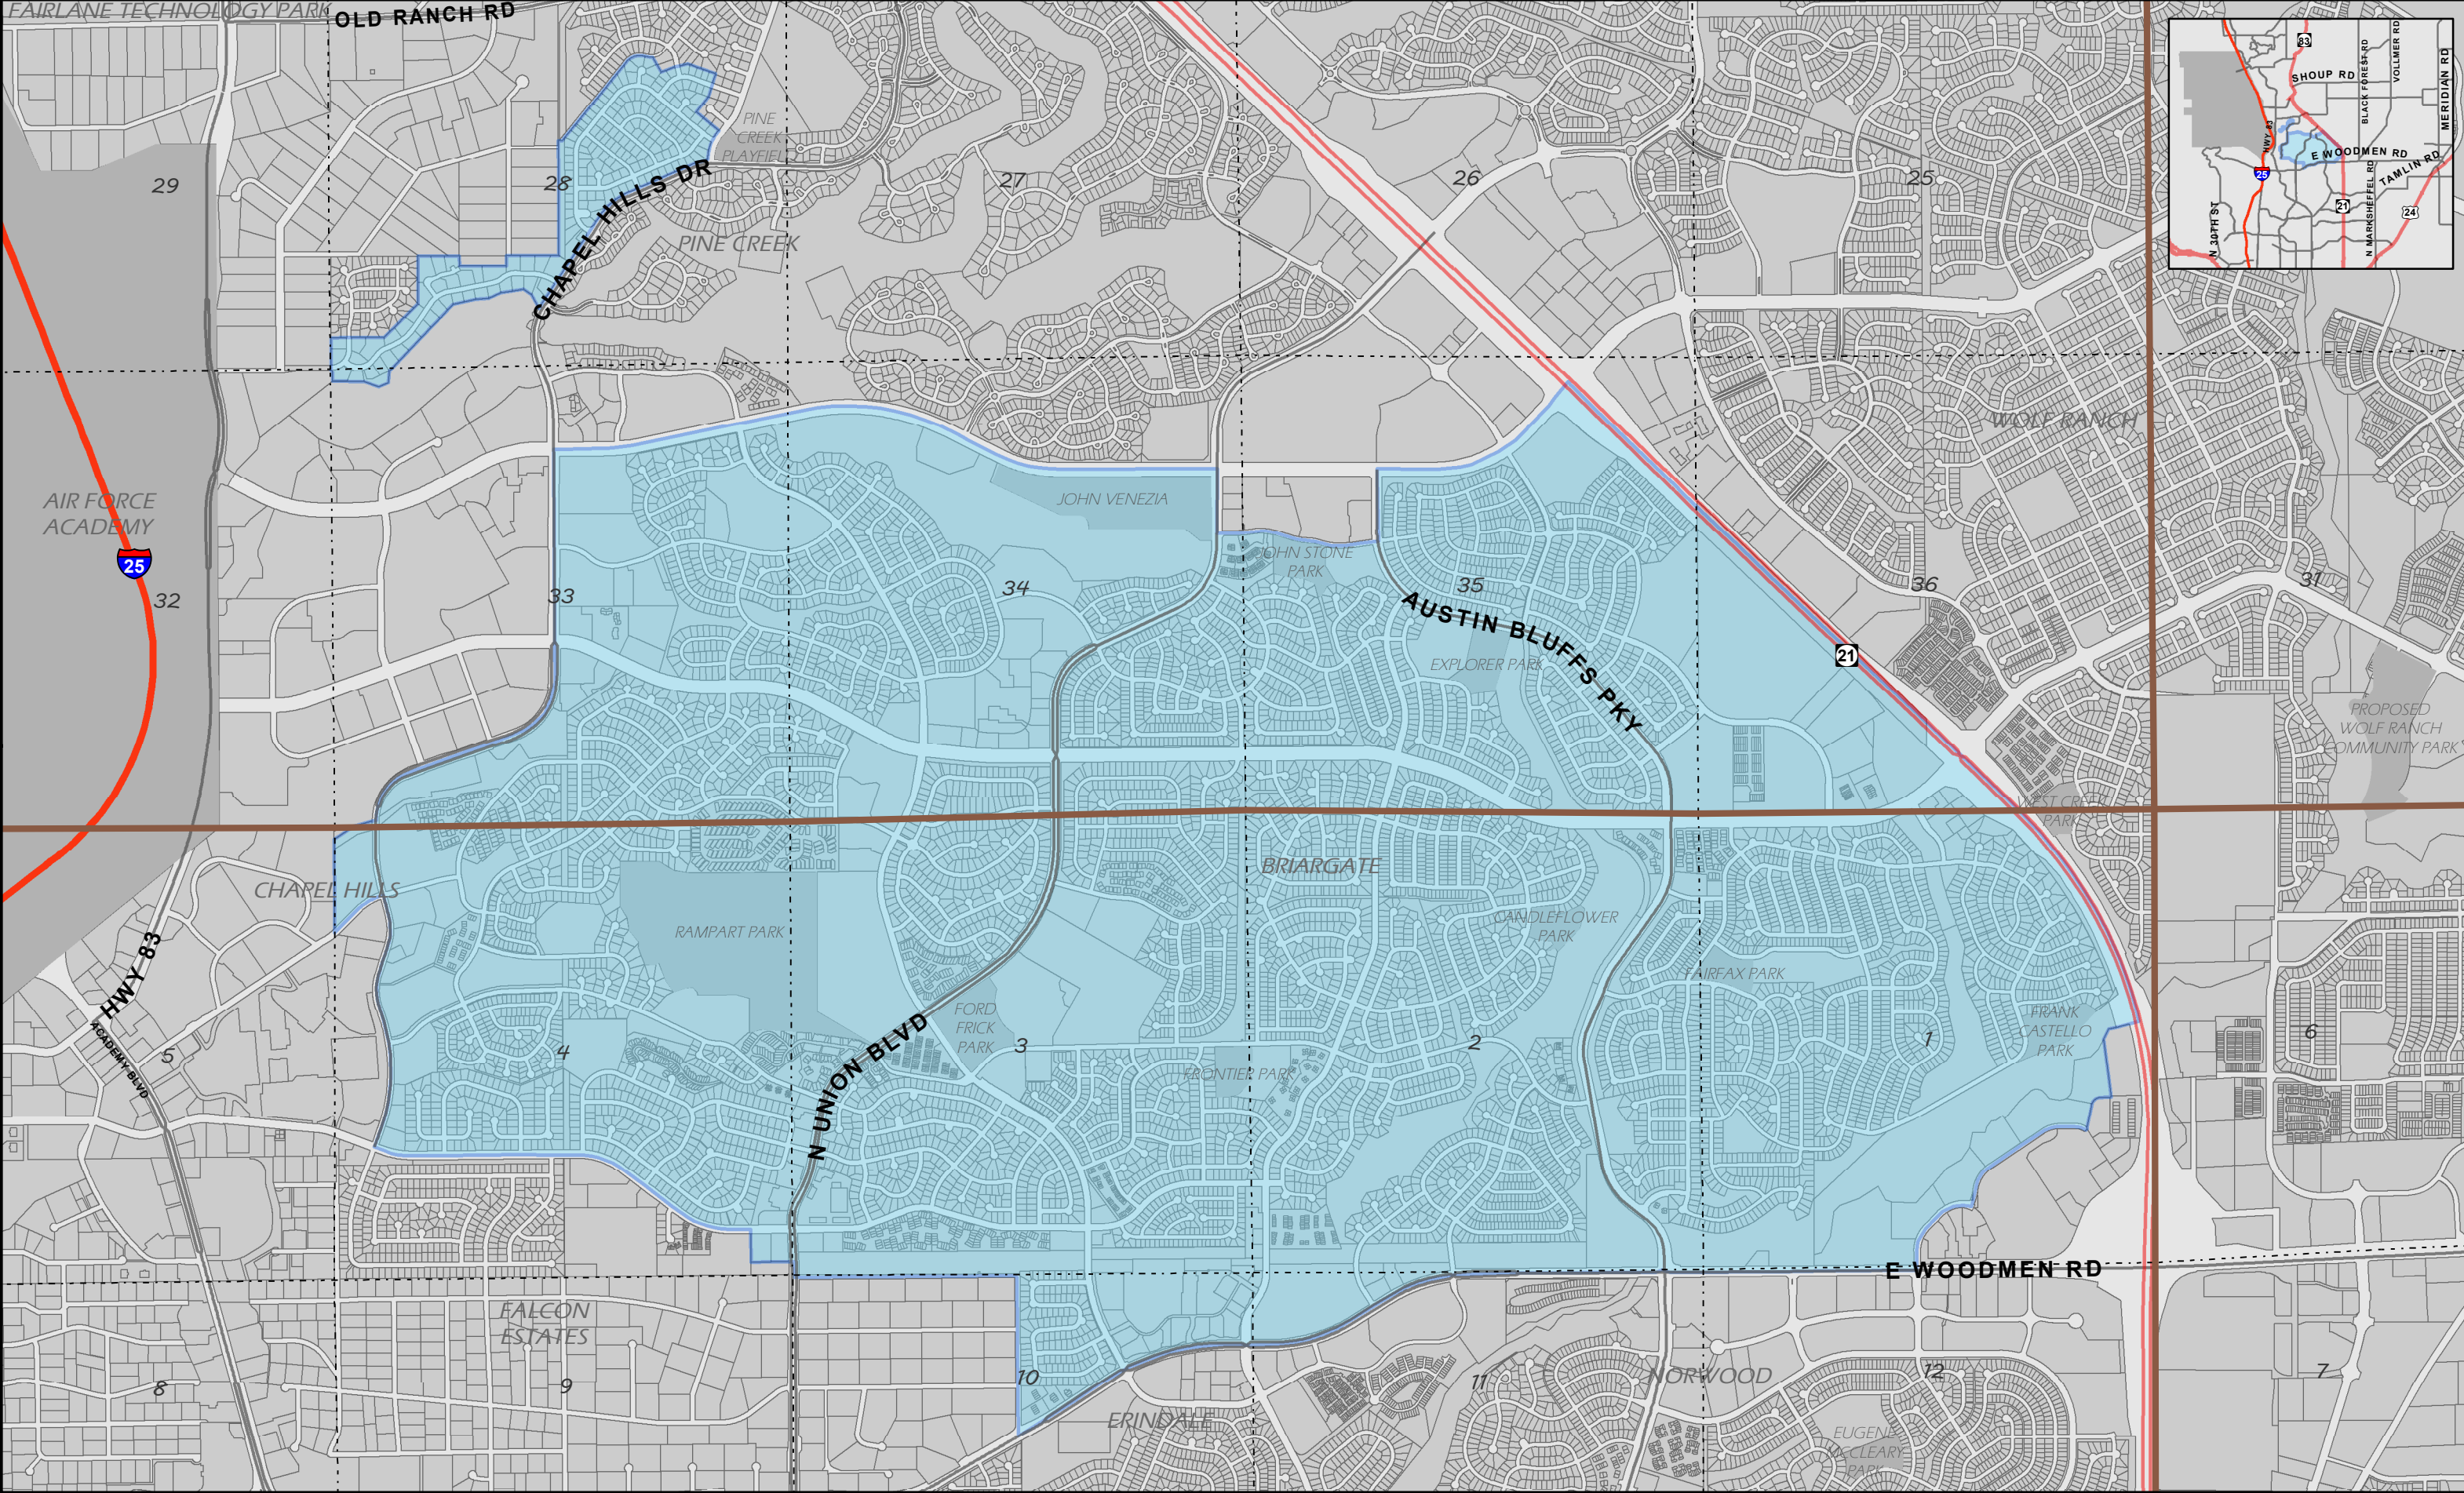 FAIRLANE TECHNOLOGY PARK
OLD RANCH RD
83
SHOUP RD
BLACK FOREST RD
VOLLMER RD
MERIDIAN RD
HWY 83
E WOODMEN RD
TAMLIN RD
25
21
24
N 30TH ST
N MARKSHEFFEL RD
PINE
CREEK
PLAYFIEL
29
28
27
26
25
CHAPEL HILLS DR
PINE CREEK
WOLF RANCH
AIR FORCE
ACADEMY
25
32
JOHN VENEZIA
JOHN STONE
PARK
33
34
35
36
31
AUSTIN BLUFFS PKY
EXPLORER PARK
21
PROPOSED
WOLF RANCH
OMMUNITY PARK
WEST CREEK
PARK
CHAPEL HILLS
BRIARGATE
RAMPART PARK
CANDLEFLOWER
PARK
HWY 83
FAIRFAX PARK
FORD
FRICK
PARK
FRANK
CASTELLO
PARK
ACADEMY BLVD
5
4
N UNION BLVD
3
2
1
6
FRONTIER PARK
E WOODMEN RD
FALCON
ESTATES
8
9
10
11
NORWOOD
12
7
ERINDALE
EUGENE
MCCLEARY
PARK